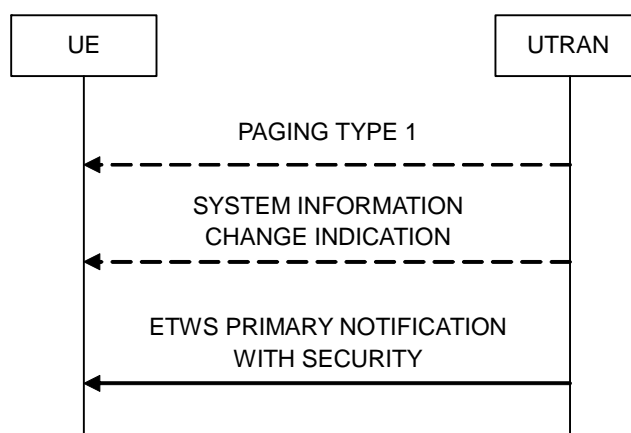 UE
UTRAN
PAGING TYPE 1
SYSTEM INFORMATION
CHANGE INDICATION
ETWS PRIMARY NOTIFICATION
WITH SECURITY